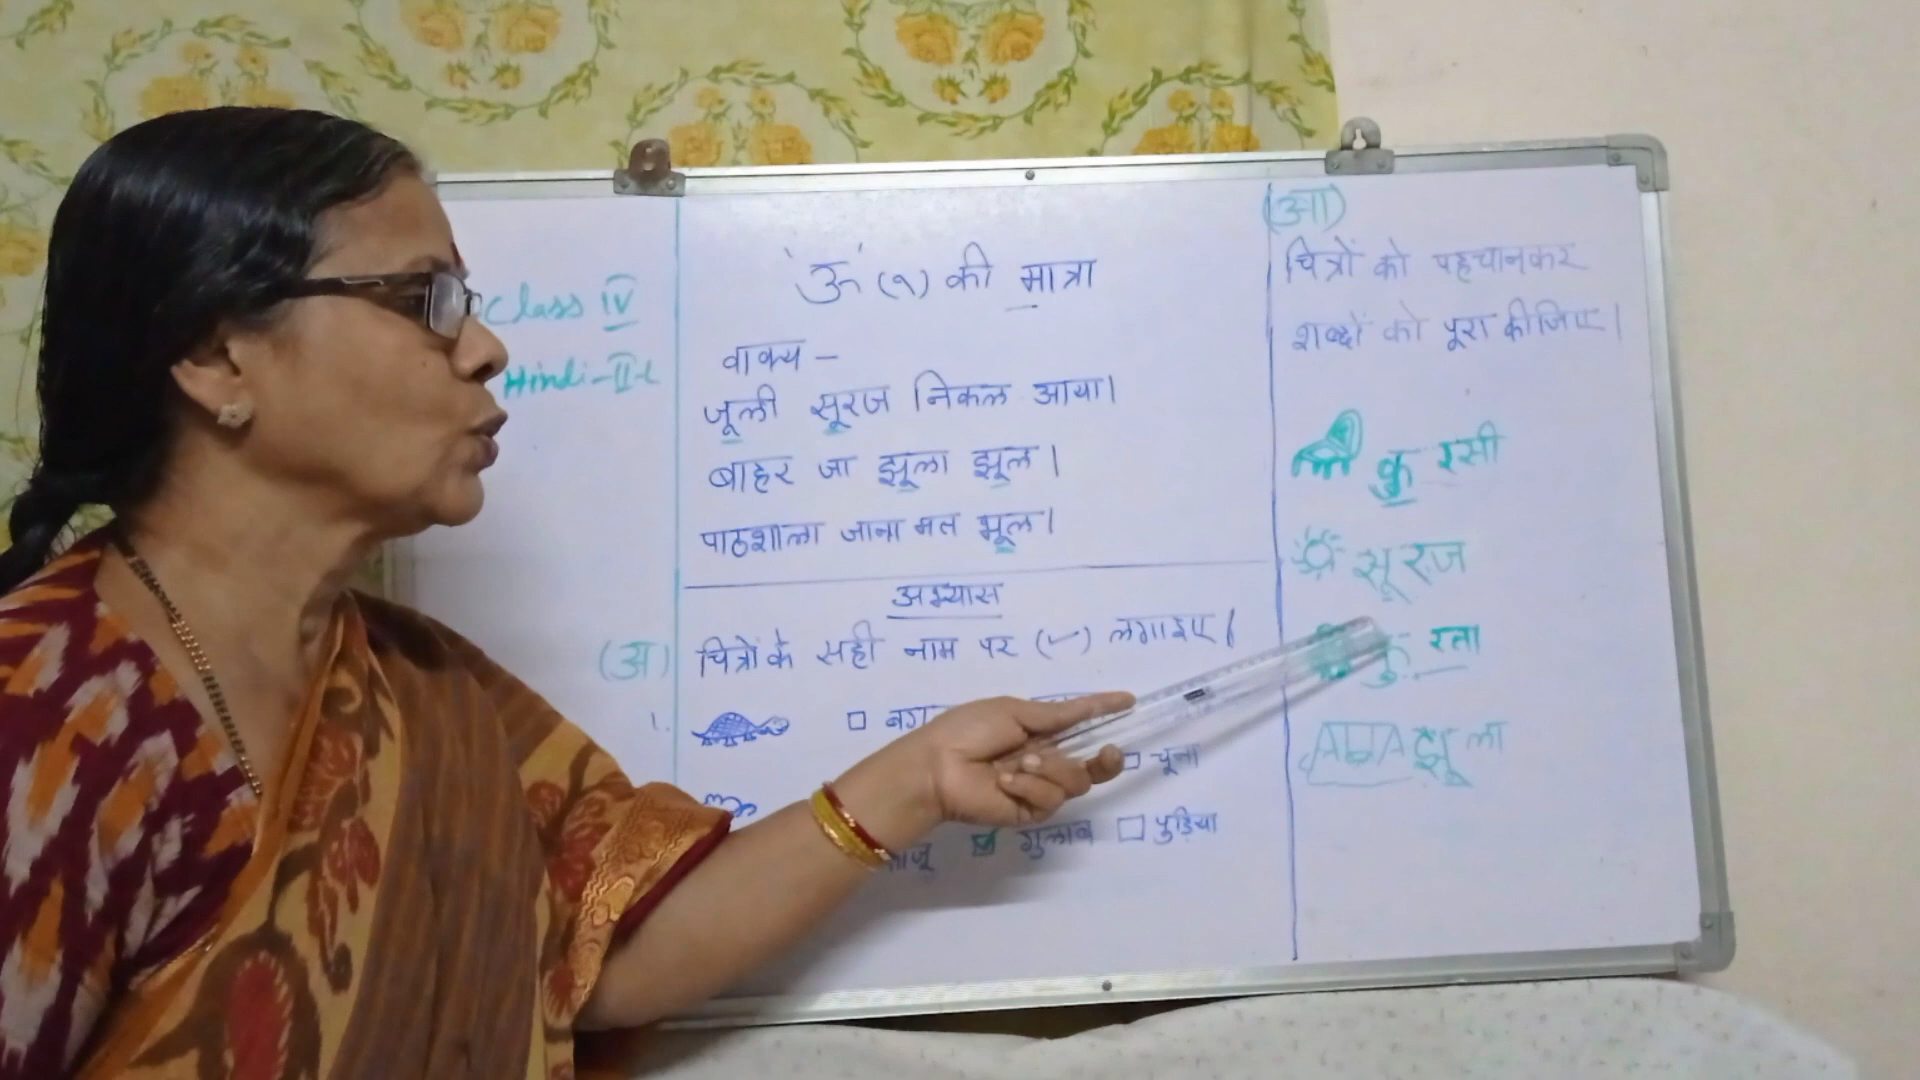 Class IV
Hindi-II-L
'ऊ' (ू) की मात्रा
वाक्य -
जूली सूरज निकल आया।
बाहर जा झूला झूल।
पाठशाला जाना मत भूल।
अभ्यास
(अ) चित्रों के सही नाम पर (✓) लगाइए।
1.
चूना
गुलाब पुड़िया
(आ)
चित्रों को पहचानकर
शब्दों को पूरा कीजिए।
कु रसी
सू रज
कु रता
झू ला